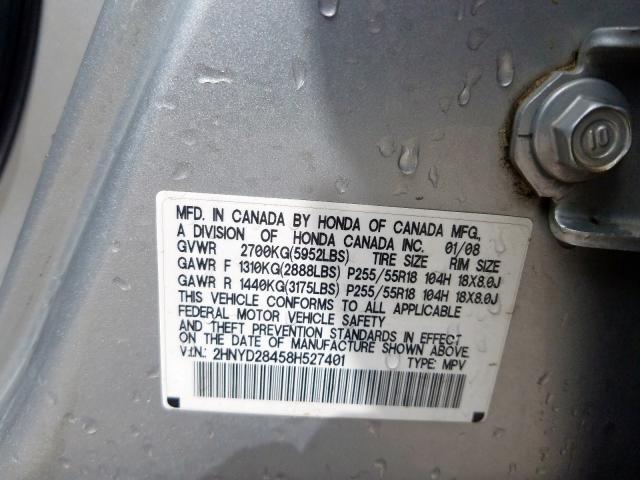 10
MFD. IN CANADA BY HONDA OF CANADA MFG.,
A DIVISION OF HONDA CANADA INC. 01/08
GVWR 2700KG(5952LBS) TIRE SIZE RIM SIZE
GAWR F 1310KG(2888LBS) P255/55R18 104H 18X8.0J
GAWR R 1440KG(3175LBS) P255/55R18 104H 18X8.0J
THIS VEHICLE CONFORMS TO ALL APPLICABLE
FEDERAL MOTOR VEHICLE SAFETY
AND THEFT PREVENTION STANDARDS IN EFFECT
ON THE DATE OF MANUFACTURE SHOWN ABOVE.
V.I.N.: 2HNYD28458H527401 TYPE: MPV